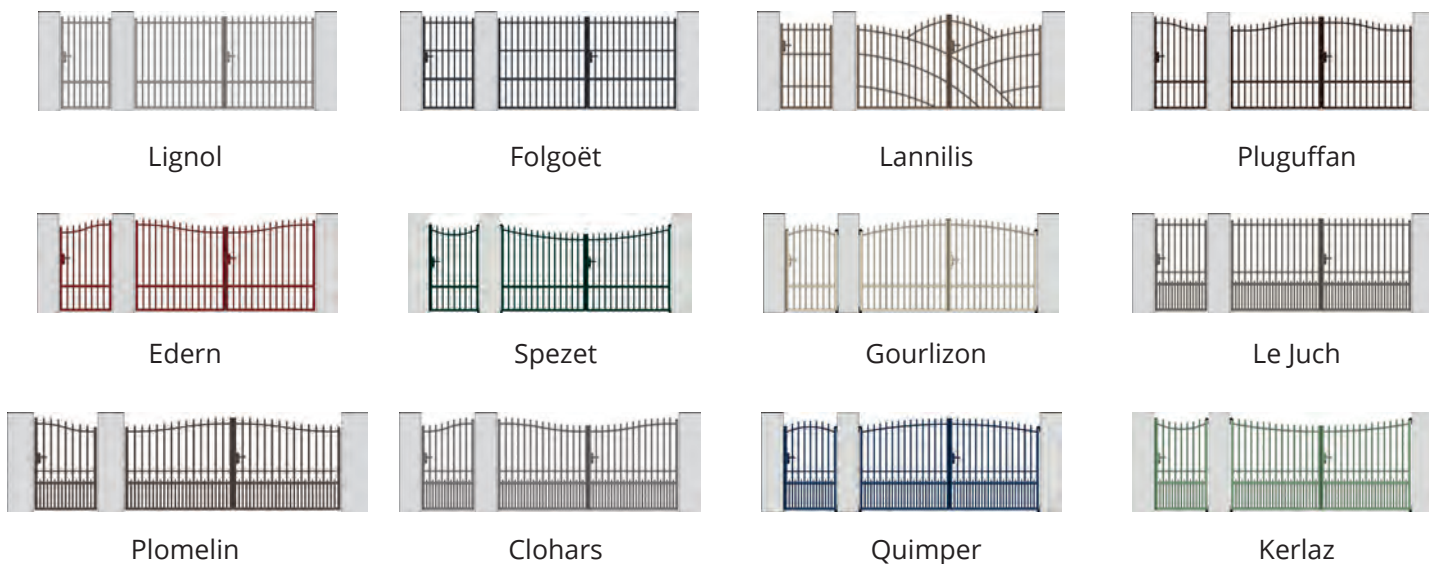 Lignol
Folgoët
Lannilis
Pluguffan
Edern
Spezet
Gourlizon
Le Juch
Plomelin
Clohars
Quimper
Kerlaz